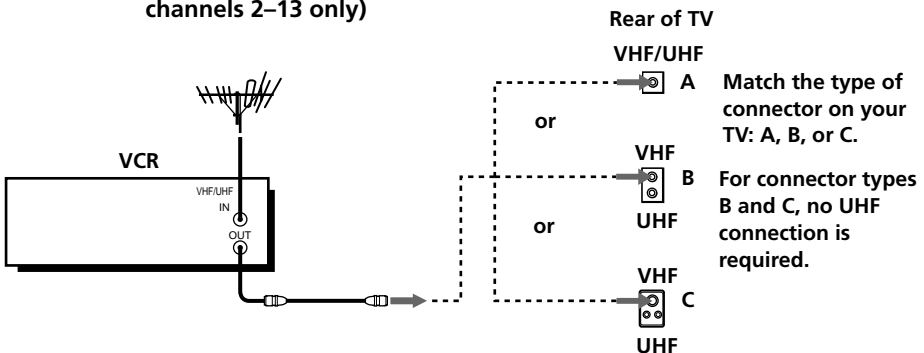 channels 2–13 only)
Rear of TV
VHF/UHF
A
Match the type of
connector on your
TV: A, B, or C.
or
VCR
VHF
B
For connector types
B and C, no UHF
connection is
required.
UHF
VHF/UHF
IN
OUT
or
VHF
C
UHF